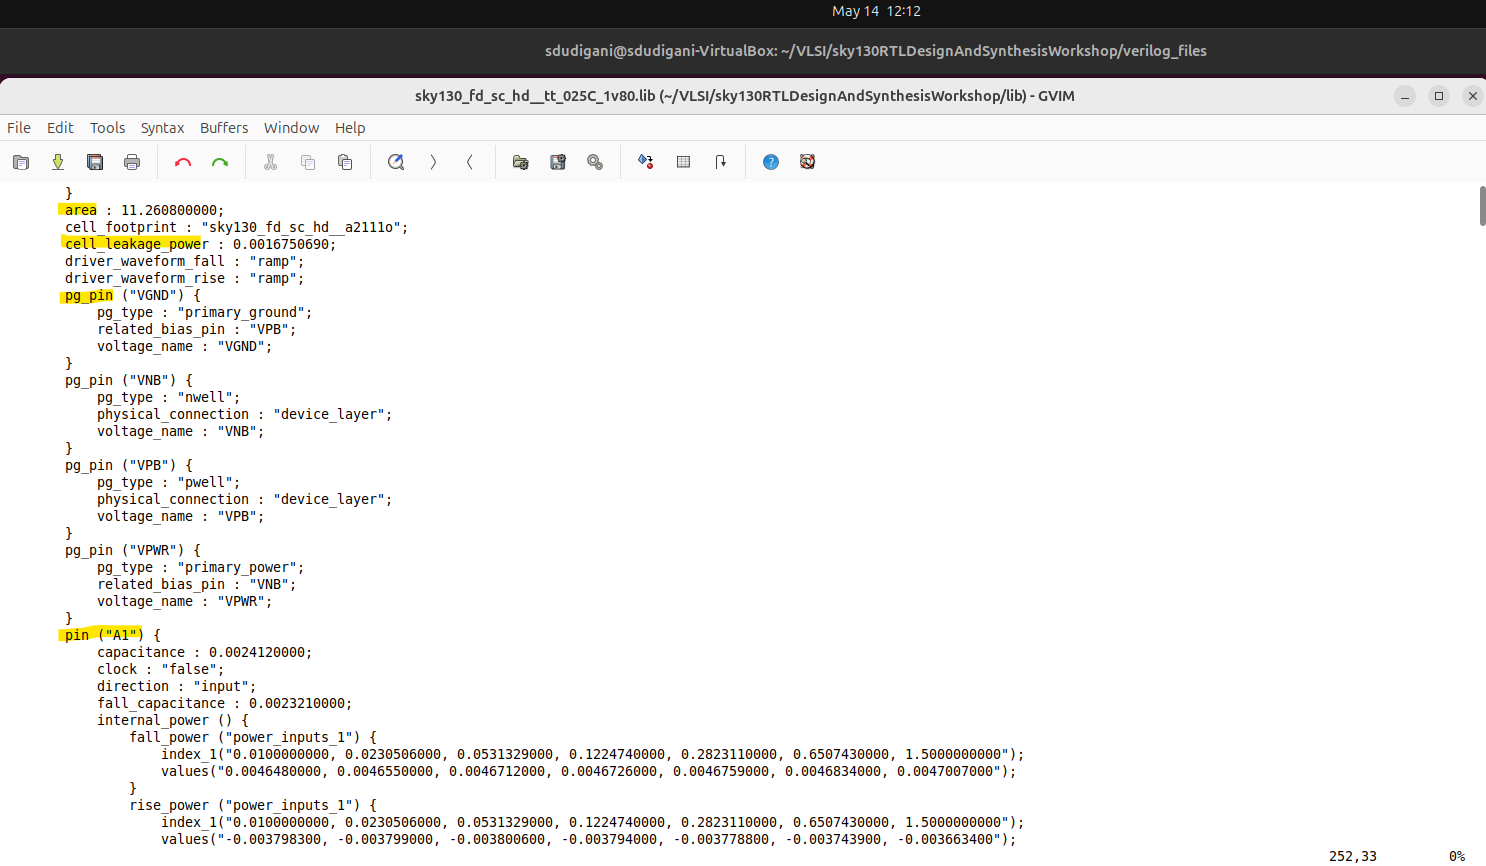 May 14 12:12
sdudigani@sdudigani-VirtualBox: ~/VLSI/sky130RTLDesignAndSynthesisWorkshop/verilog_files
sky130_fd_sc_hd__tt_025C_1v80.lib (~/VLSI/sky130RTLDesignAndSynthesisWorkshop/lib) - GVIM
File Edit Tools Syntax Buffers Window Help
}
area : 11.260800000;
cell_footprint : "sky130_fd_sc_hd__a2111o";
cell_leakage_power : 0.0016750690;
driver_waveform_fall : "ramp";
driver_waveform_rise : "ramp";
pg_pin ("VGND") {
pg_type : "primary_ground";
related_bias_pin : "VPB";
voltage_name : "VGND";
}
pg_pin ("VNB") {
pg_type : "nwell";
physical_connection : "device_layer";
voltage_name : "VNB";
}
pg_pin ("VPB") {
pg_type : "pwell";
physical_connection : "device_layer";
voltage_name : "VPB";
}
pg_pin ("VPWR") {
pg_type : "primary_power";
related_bias_pin : "VNB";
voltage_name : "VPWR";
}
pin ("A1") {
capacitance : 0.0024120000;
clock : "false";
direction : "input";
fall_capacitance : 0.0023210000;
internal_power () {
fall_power ("power_inputs_1") {
index_1("0.0100000000, 0.0230506000, 0.0531329000, 0.1224740000, 0.2823110000, 0.6507430000, 1.5000000000");
values("0.0046480000, 0.0046550000, 0.0046712000, 0.0046726000, 0.0046759000, 0.0046834000, 0.0047007000");
}
rise_power ("power_inputs_1") {
index_1("0.0100000000, 0.0230506000, 0.0531329000, 0.1224740000, 0.2823110000, 0.6507430000, 1.5000000000");
values("-0.003798300, -0.003799000, -0.003800600, -0.003794000, -0.003778800, -0.003743900, -0.003663400");
252,33 0%